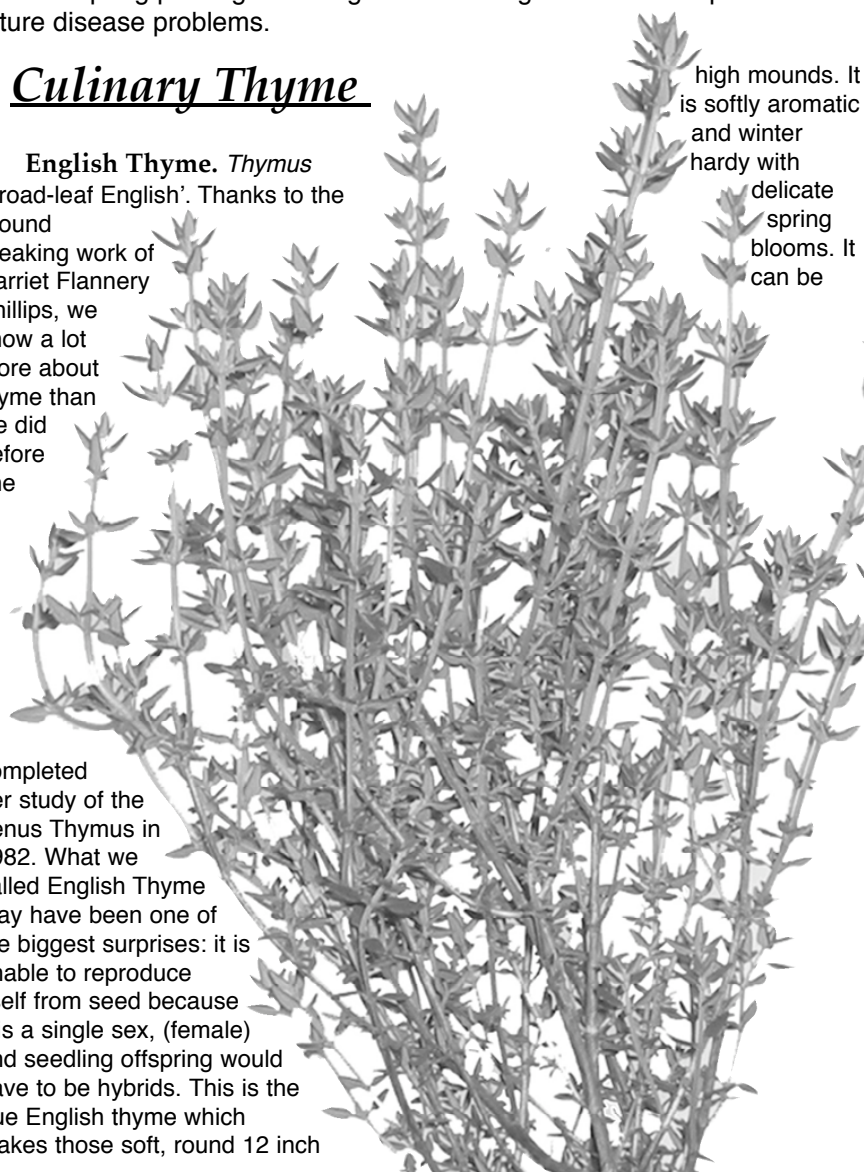 ture disease problems.
Culinary Thyme
English Thyme. Thymus
road-leaf English’. Thanks to the
ound
eaking work of
arriet Flannery
hillips, we
now a lot
ore about
yme than
e did
efore
he
ompleted
er study of the
enus Thymus in
982. What we
alled English Thyme
ay have been one of
e biggest surprises: it is
nable to reproduce
self from seed because
is a single sex, (female)
nd seedling offspring would
ave to be hybrids. This is the
ue English thyme which
akes those soft, round 12 inch
high mounds. It
is softly aromatic
and winter
hardy with
delicate
spring
blooms. It
can be